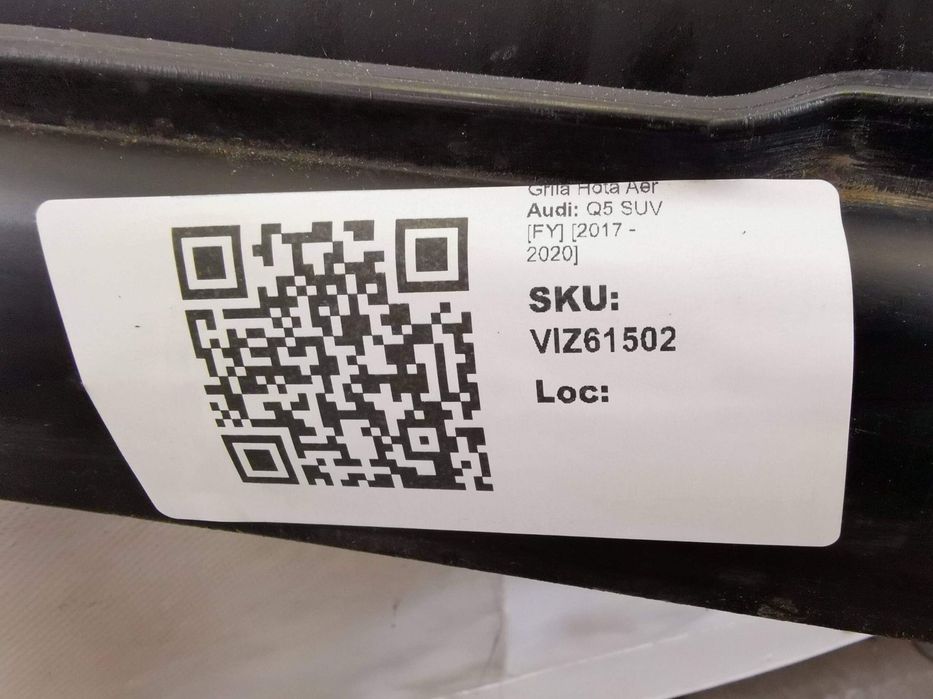 Grila Hota Aer
Audi: Q5 SUV
[FY] [2017 -
2020]
SKU:
VIZ61502
Loc: